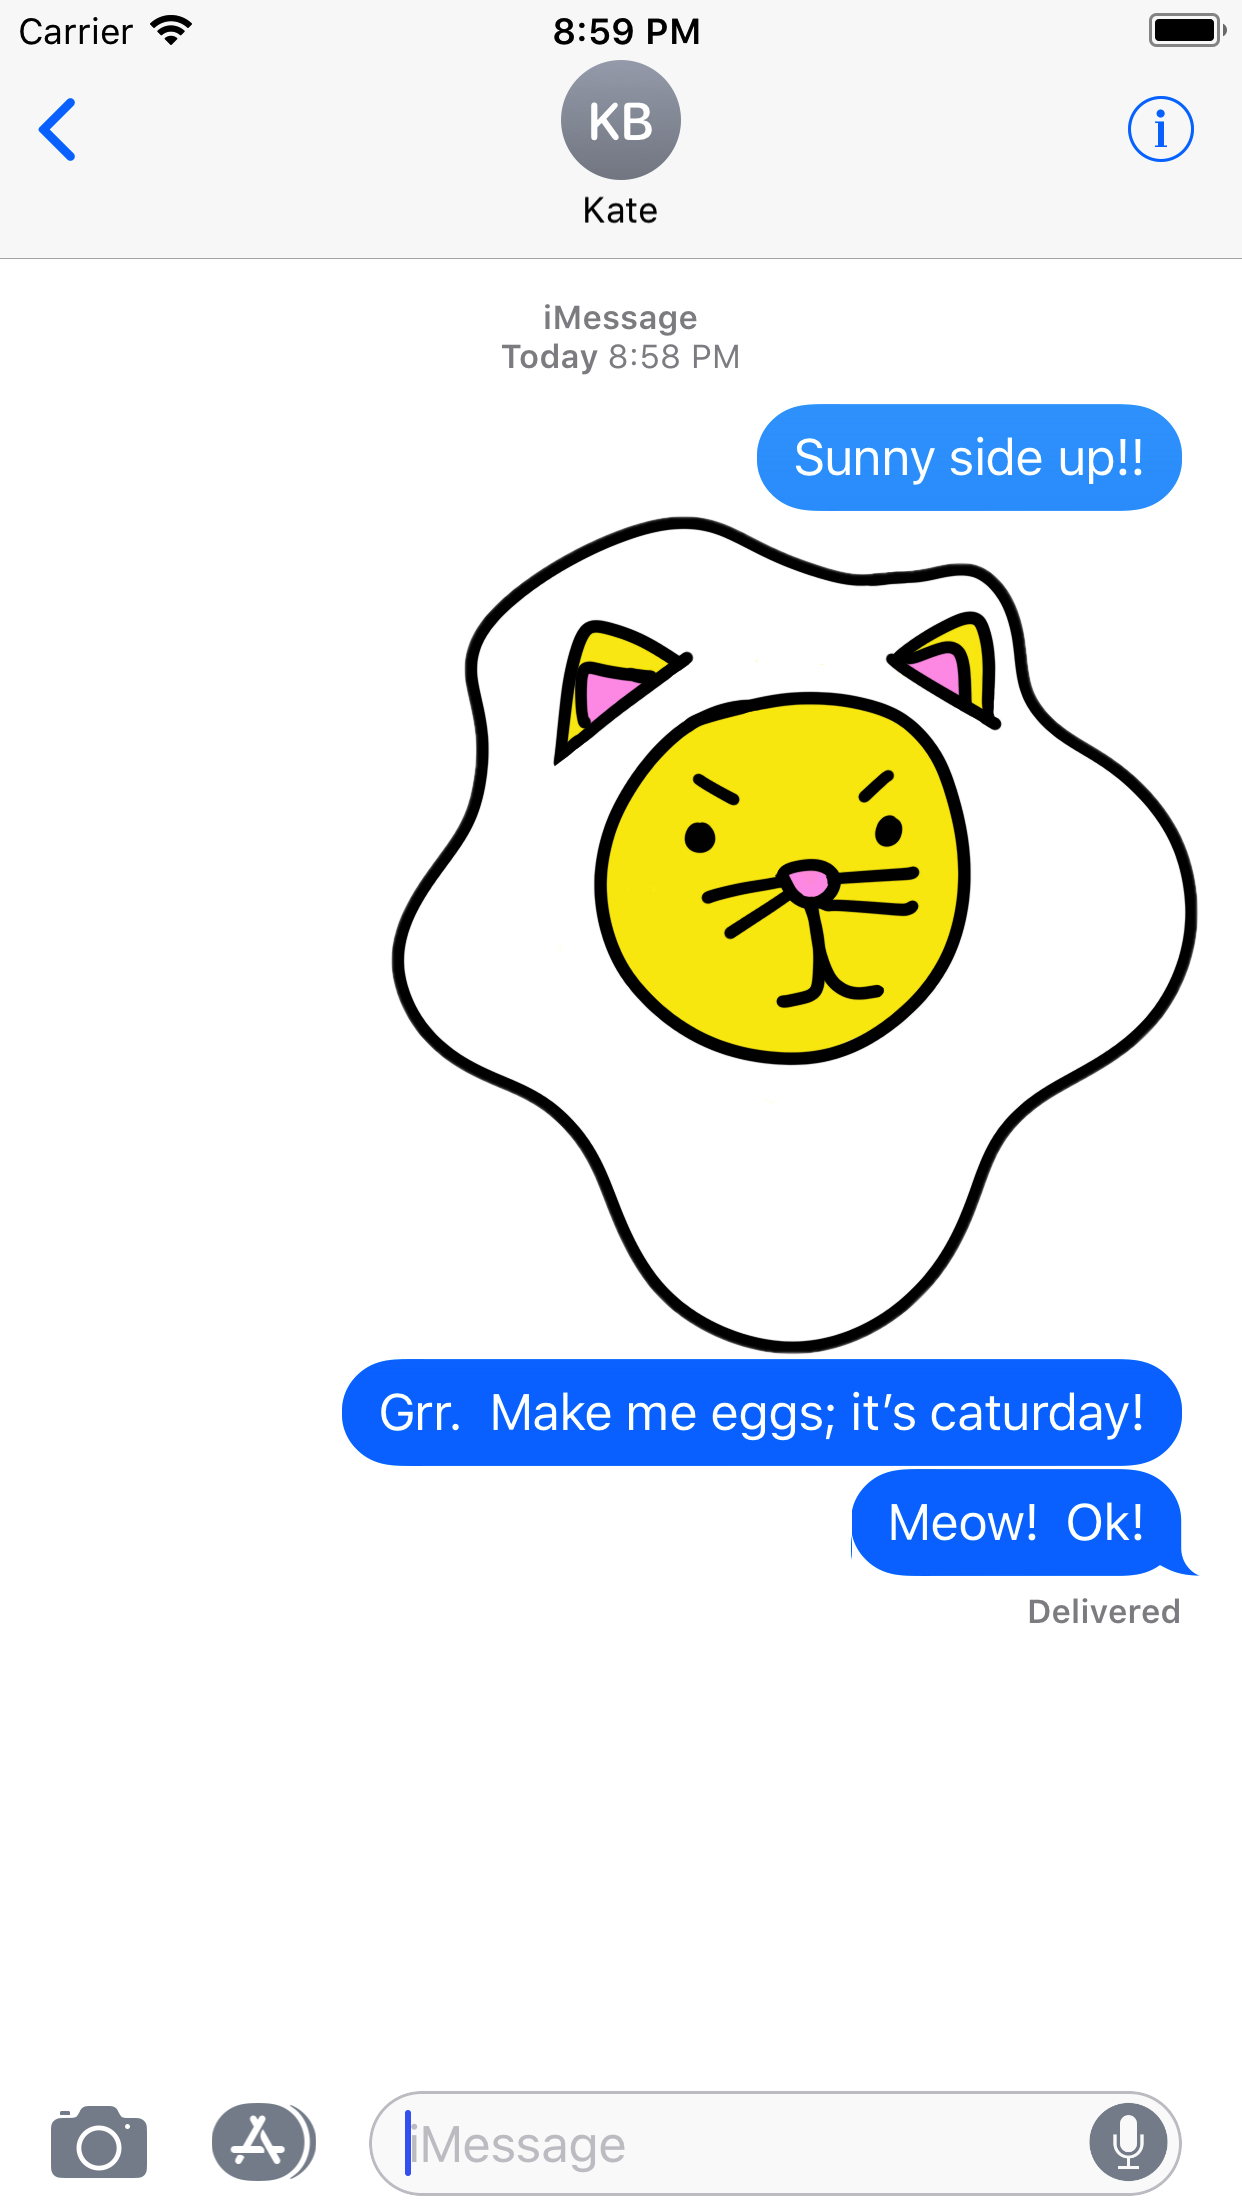 Carrier 8:59 PM
KB
i
Kate
iMessage
Today 8:58 PM
Sunny side up!!
Grr.  Make me eggs; it’s caturday!
Meow!  Ok!
Delivered
iMessage